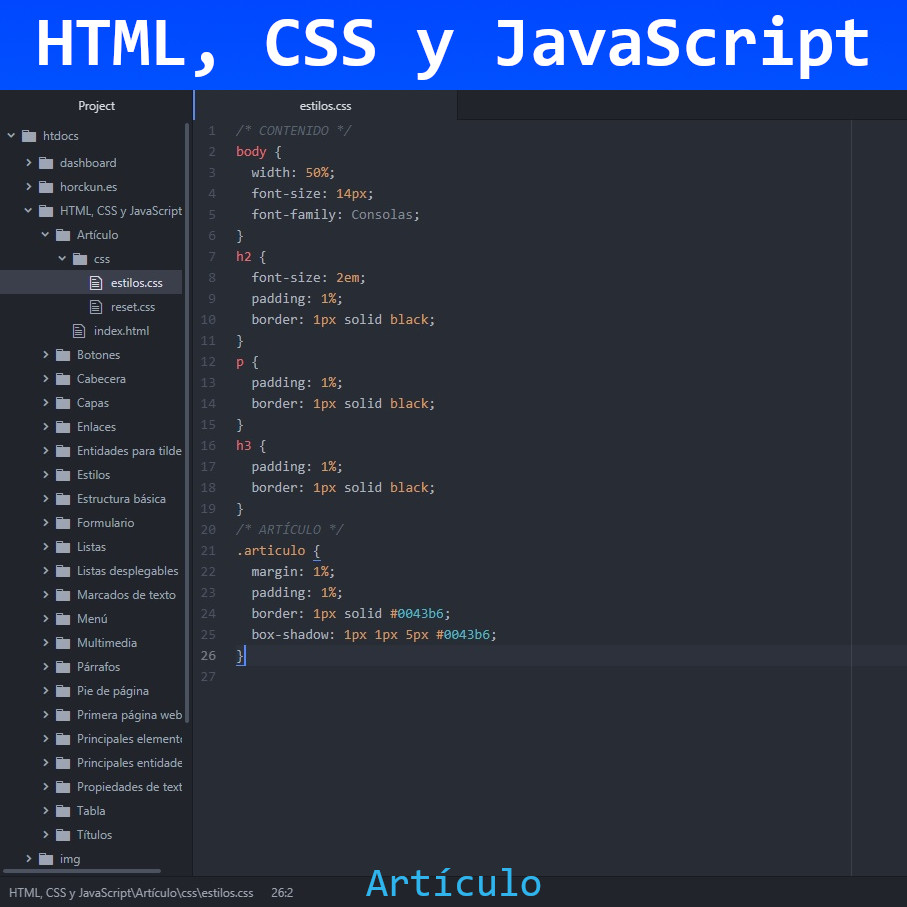 HTML, CSS y JavaScript
Project
htdocs
dashboard
horckun.es
HTML, CSS y JavaScript
Artículo
css
estilos.css
reset.css
index.html
Botones
Cabecera
Capas
Enlaces
Entidades para tilde
Estilos
Estructura básica
Formulario
Listas
Listas desplegables
Marcados de texto
Menú
Multimedia
Párrafos
Pie de página
Primera página web
Principales elemento
Principales entidade
Propiedades de text
Tabla
Títulos
img
estilos.css
1 /* CONTENIDO */
2 body {
3 width: 50%;
4 font-size: 14px;
5 font-family: Consolas;
6 }
7 h2 {
8 font-size: 2em;
9 padding: 1%;
10 border: 1px solid black;
11 }
12 p {
13 padding: 1%;
14 border: 1px solid black;
15 }
16 h3 {
17 padding: 1%;
18 border: 1px solid black;
19 }
20 /* ARTÍCULO */
21 .articulo {
22 margin: 1%;
23 padding: 1%;
24 border: 1px solid #0043b6;
25 box-shadow: 1px 1px 5px #0043b6;
26 }
27
HTML, CSS y JavaScript\Artículo\css\estilos.css 26:2
Artículo